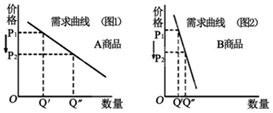 价格
需求曲线 (图1)
P₁
A商品
P₂
O
Q'
Q"
数量
价格
需求曲线 (图2)
P₁
B商品
P₂
O
Q'
Q"
数量